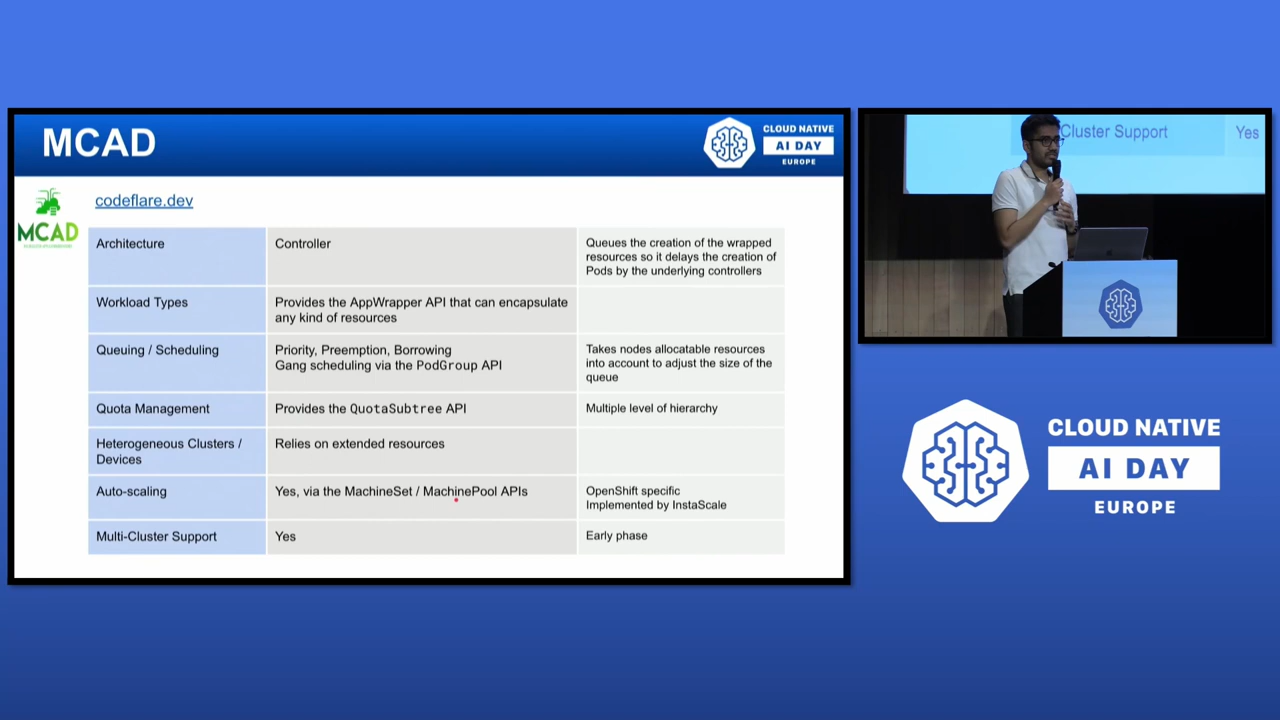 MCAD
CLOUD NATIVE
AI DAY
EUROPE
MCAD
codeflare.dev
Architecture
Controller
Queues the creation of the wrapped
resources so it delays the creation of
Pods by the underlying controllers
Workload Types
Provides the AppWrapper API that can encapsulate
any kind of resources
Queuing / Scheduling
Priority, Preemption, Borrowing
Gang scheduling via the PodGroup API
Takes nodes allocatable resources
into account to adjust the size of the
queue
Quota Management
Provides the QuotaSubtree API
Multiple level of hierarchy
Heterogeneous Clusters /
Devices
Relies on extended resources
Auto-scaling
Yes, via the MachineSet / MachinePool APIs
OpenShift specific
Implemented by InstaScale
Multi-Cluster Support
Yes
Early phase
Cluster Support
Yes
CLOUD NATIVE
AI DAY
EUROPE